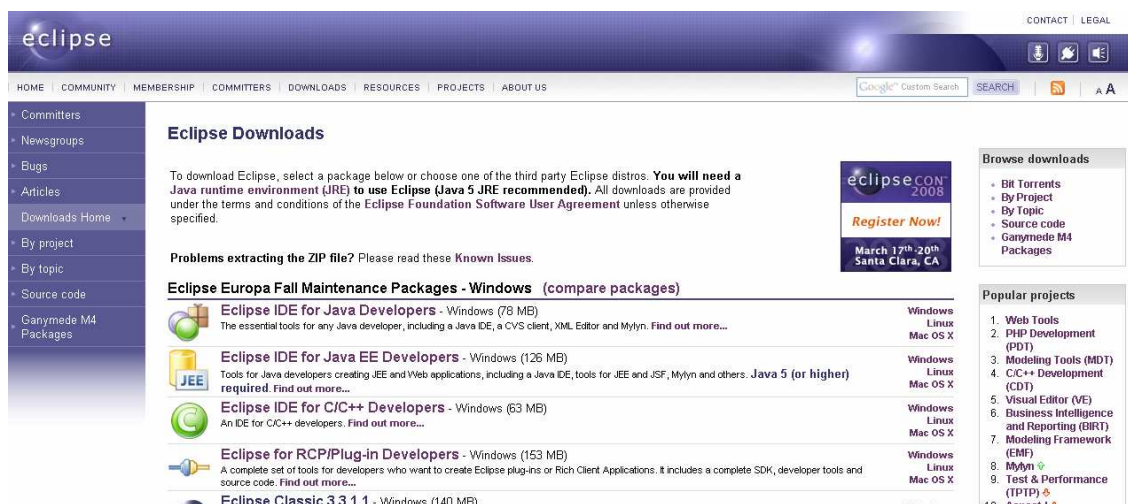 CONTACT | LEGAL
eclipse
HOME | COMMUNITY | MEMBERSHIP | COMMITTERS | DOWNLOADS | RESOURCES | PROJECTS | ABOUT US
Google™ Custom Search
SEARCH
A A
Committers
Newsgroups
Bugs
Articles
Downloads Home
By project
By topic
Source code
Ganymede M4
Packages
Eclipse Downloads
To download Eclipse, select a package below or choose one of the third party Eclipse distros. You will need a
Java runtime environment (JRE) to use Eclipse (Java 5 JRE recommended). All downloads are provided
under the terms and conditions of the Eclipse Foundation Software User Agreement unless otherwise
specified.
Problems extracting the ZIP file? Please read these Known Issues.
eclipsecon™
2008
Register Now!
March 17th-20th
Santa Clara, CA
Eclipse Europa Fall Maintenance Packages - Windows (compare packages)
Eclipse IDE for Java Developers - Windows (78 MB)
The essential tools for any Java developer, including a Java IDE, a CVS client, XML Editor and Mylyn. Find out more...
Windows
Linux
Mac OS X
JEE
Eclipse IDE for Java EE Developers - Windows (126 MB)
Tools for Java developers creating JEE and Web applications, including a Java IDE, tools for JEE and JSF, Mylyn and others. Java 5 (or higher)
required. Find out more...
Windows
Linux
Mac OS X
Eclipse IDE for C/C++ Developers - Windows (63 MB)
An IDE for C/C++ developers. Find out more...
Windows
Linux
Mac OS X
Eclipse for RCP/Plug-in Developers - Windows (153 MB)
A complete set of tools for developers who want to create Eclipse plug-ins or Rich Client Applications. It includes a complete SDK, developer tools and
source code. Find out more...
Windows
Linux
Mac OS X
Eclipse Classic 3.3.1.1 - Windows (140 MB)
Browse downloads
Bit Torrents
By Project
By Topic
Source code
Ganymede M4
Packages
Popular projects
1. Web Tools
2. PHP Development
(PDT)
3. Modeling Tools (MDT)
4. C/C++ Development
(CDT)
5. Visual Editor (VE)
6. Business Intelligence
and Reporting (BIRT)
7. Modeling Framework
(EMF)
8. Mylyn
9. Test & Performance
(TPTP)